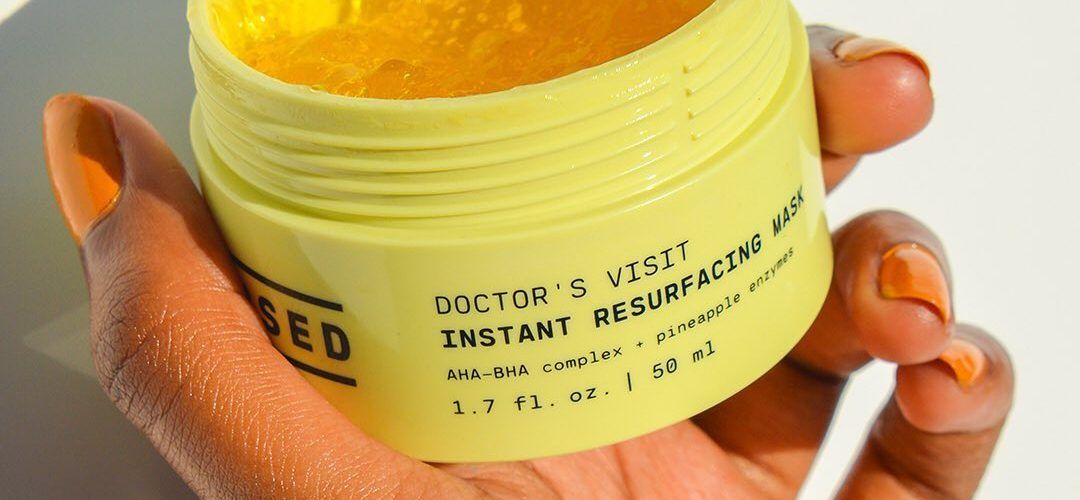 SED
DOCTOR'S VISIT
INSTANT RESURFACING MASK
AHA–BHA complex + pineapple enzymes
1.7 fl. oz. | 50 ml